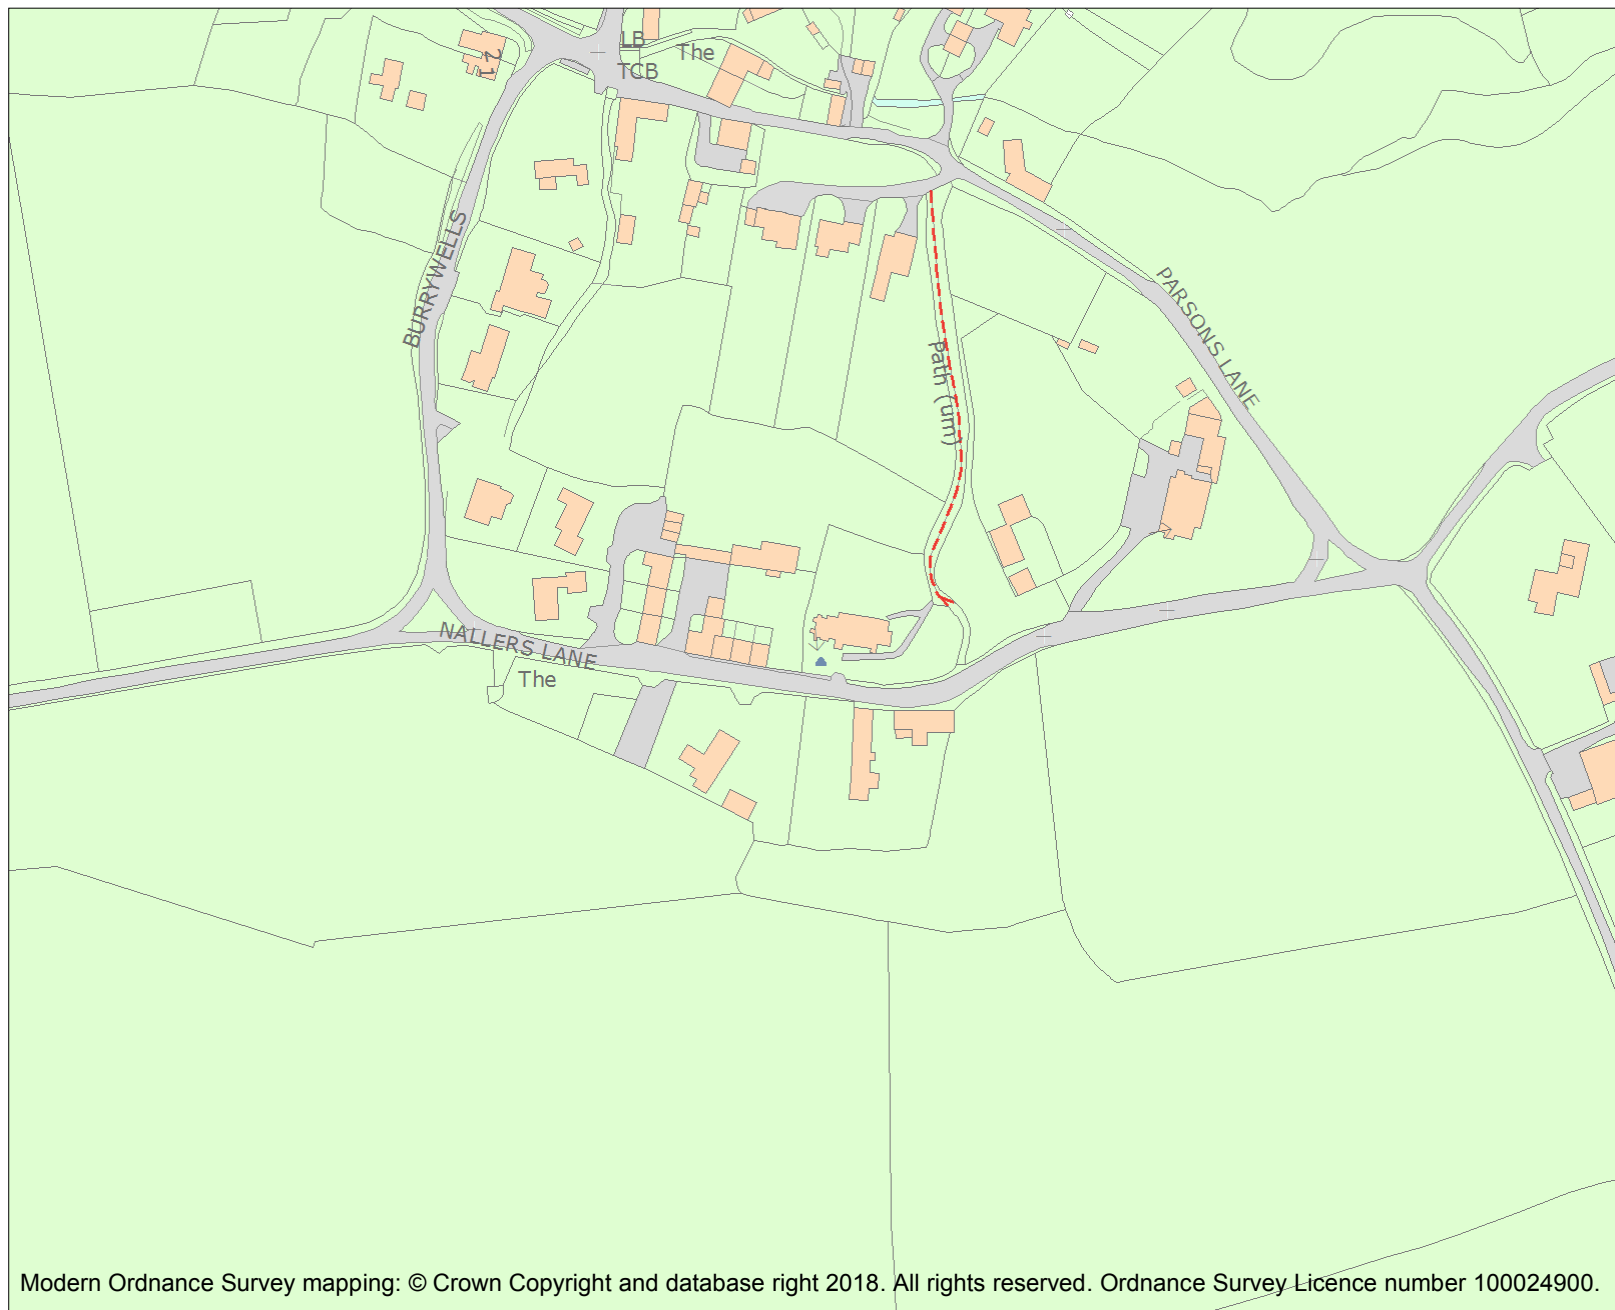 LB
The
TCB
21
BURRYWELLS
PARSONS LANE
Path (um)
NALLERS LANE
The
Modern Ordnance Survey mapping: © Crown Copyright and database right 2018. All rights reserved. Ordnance Survey Licence number 100024900.